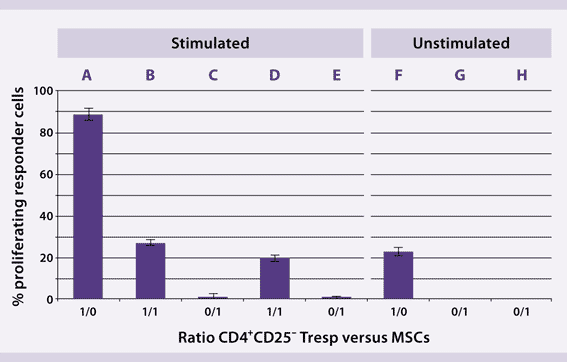 Stimulated Unstimulated
A B C D E F G H
% proliferating responder cells
100
80
60
40
20
0
1/0 1/1 0/1 1/1 0/1 1/0 0/1 0/1
Ratio CD4⁺CD25⁻ Tresp versus MSCs